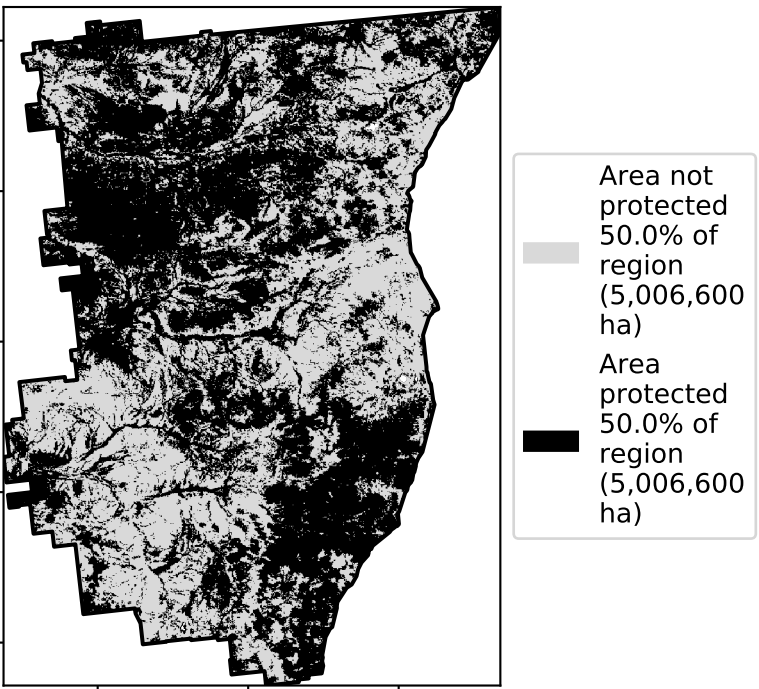 Area not
protected
50.0% of
region
(5,006,600
ha)
Area
protected
50.0% of
region
(5,006,600
ha)